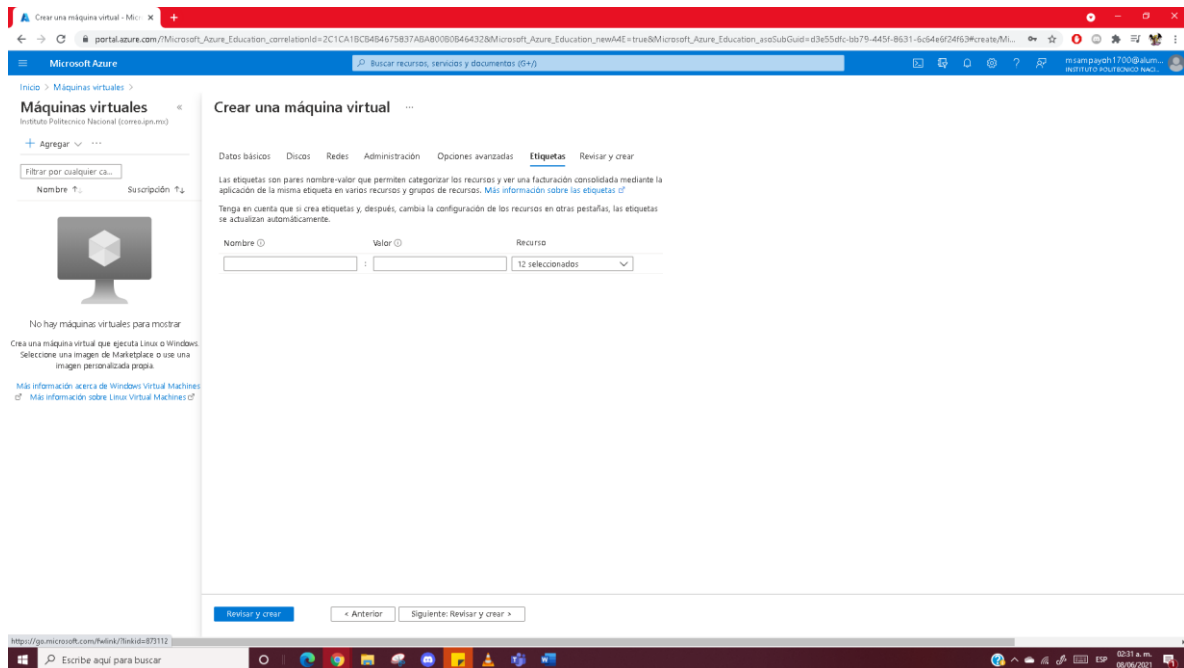 Crear una máquina virtual - Micr
portal.azure.com/?Microsoft_Azure_Education_correlationId=2C1CA1BCB4B4675837ABA800B0B46432&Microsoft_Azure_Education_newA4E=true&Microsoft_Azure_Education_asoSubGuid=d3e55dfc-bb79-445f-8631-6c64e6f24f63#create/Mi...
Microsoft Azure
Buscar recursos, servicios y documentos (G+/)
msampayoh1700@alum...
INSTITUTO POLITECNICO NACI...
Inicio > Máquinas virtuales >
Máquinas virtuales «
Instituto Politecnico Nacional (correo.ipn.mx)
+ Agregar ...
Filtrar por cualquier ca...
Nombre ↑↓ Suscripción ↑↓
No hay máquinas virtuales para mostrar
Crea una máquina virtual que ejecuta Linux o Windows.
Seleccione una imagen de Marketplace o use una
imagen personalizada propia.
Más información acerca de Windows Virtual Machines
Más información sobre Linux Virtual Machines
Crear una máquina virtual ...
Datos básicos Discos Redes Administración Opciones avanzadas Etiquetas Revisar y crear
Las etiquetas son pares nombre-valor que permiten categorizar los recursos y ver una facturación consolidada mediante la
aplicación de la misma etiqueta en varios recursos y grupos de recursos. Más información sobre las etiquetas
Tenga en cuenta que si crea etiquetas y, después, cambia la configuración de los recursos en otras pestañas, las etiquetas
se actualizan automáticamente.
Nombre Valor Recurso
: 12 seleccionados
Revisar y crear < Anterior Siguiente: Revisar y crear >
https://go.microsoft.com/fwlink/?linkid=873112
Escribe aquí para buscar
ESP
02:31 a. m.
08/06/2021